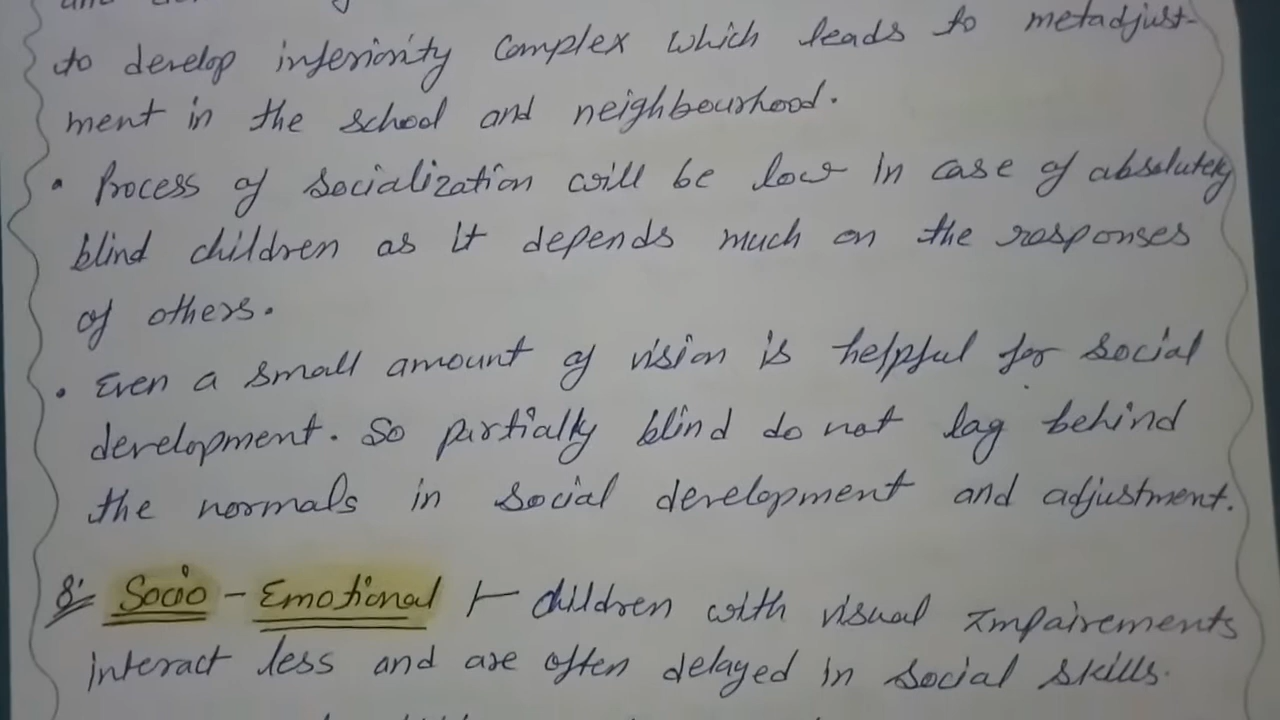 to develop inferiority Complex which leads to metadjust-
ment in the school and neighbourhood.
• Process of Socialization will be low in case of absolutely
blind children as it depends much on the responses
of others.
• Even a small amount of vision is helpful for Social
development. So partially blind do not lag behind
the normals in Social development and adjustment.
8. Socio - Emotional :- children with visual Impairements
interact less and are often delayed in Social skills.